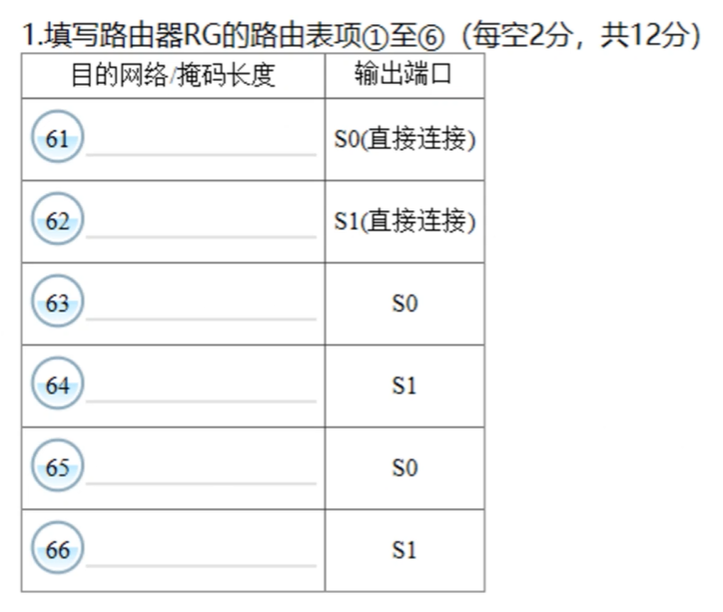 1.填写路由器RG的路由表项①至⑥（每空2分，共12分）
目的网络/掩码长度 输出端口
61 S0(直接连接)
62 S1(直接连接)
63 S0
64 S1
65 S0
66 S1